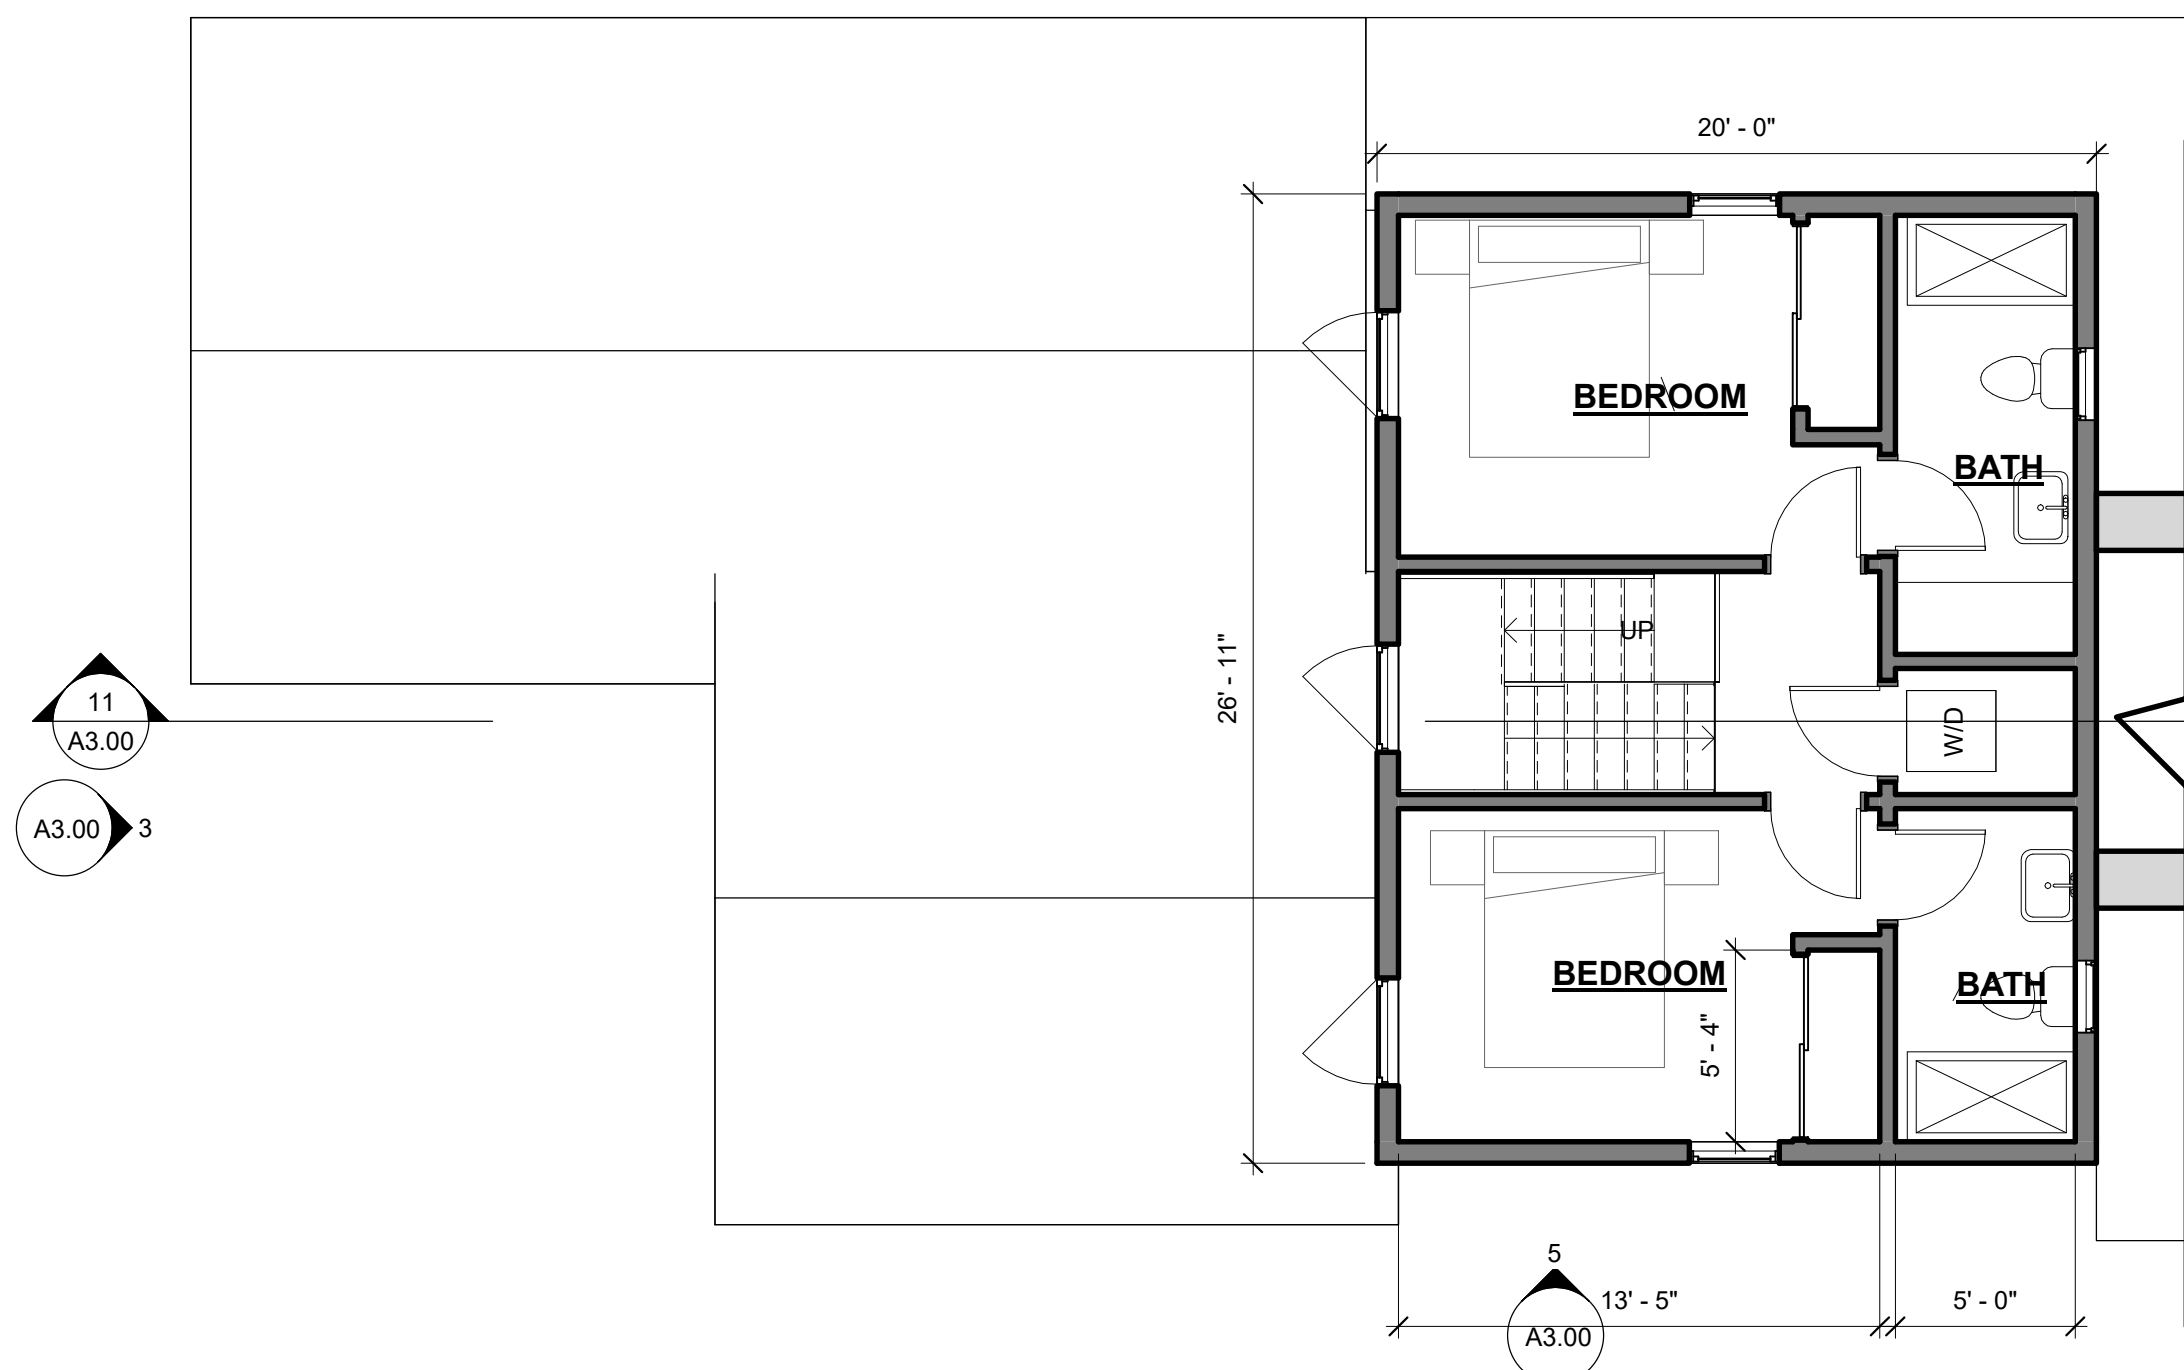 20' - 0"
BEDROOM
BATH
UP
26' - 11"
11
A3.00
W/D
A3.00
3
BEDROOM
BATH
5' - 4"
5
13' - 5"
5' - 0"
A3.00